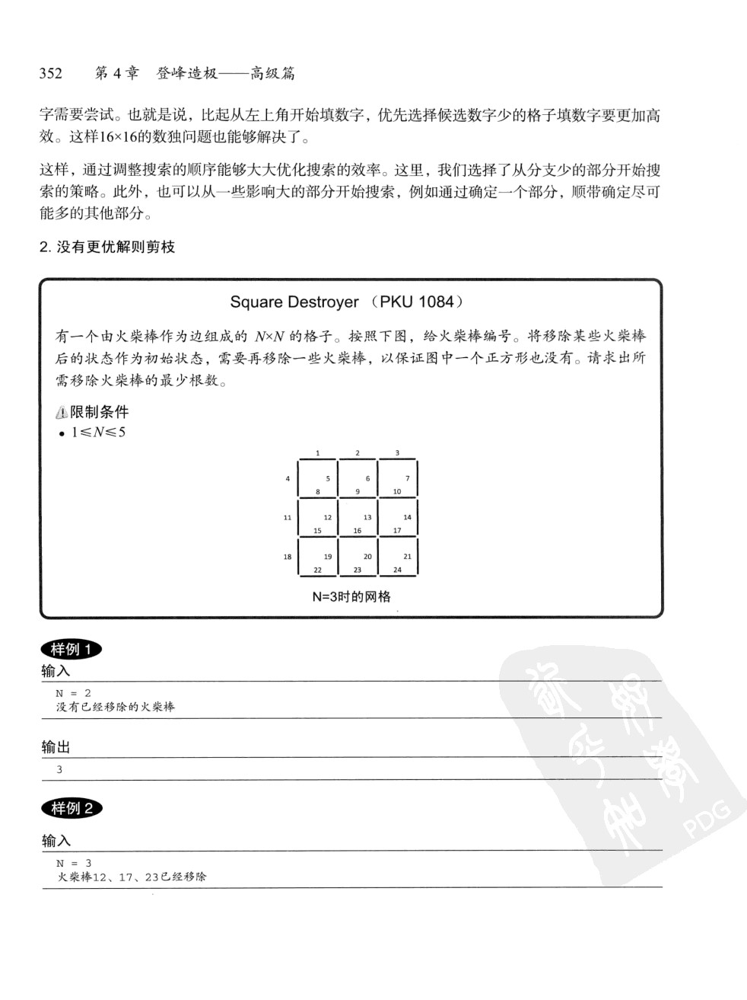 352 第 4 章 登峰造极——高级篇
字需要尝试。也就是说，比起从左上角开始填数字，优先选择候选数字少的格子填数字要更加高
效。这样16×16的数独问题也能够解决了。
这样，通过调整搜索的顺序能够大大优化搜索的效率。这里，我们选择了从分支少的部分开始搜
索的策略。此外，也可以从一些影响大的部分开始搜索，例如通过确定一个部分，顺带确定尽可
能多的其他部分。
2. 没有更优解则剪枝
Square Destroyer （PKU 1084）
有一个由火柴棒作为边组成的 N×N 的格子。按照下图，给火柴棒编号。将移除某些火柴棒
后的状态作为初始状态，需要再移除一些火柴棒，以保证图中一个正方形也没有。请求出所
需移除火柴棒的最少根数。
限制条件
• 1≤N≤5
1 2 3
4 5 6 7
8 9 10
11 12 13 14
15 16 17
18 19 20 21
22 23 24
N=3时的网格
样例 1
输入
N = 2
没有已经移除的火柴棒
输出
3
样例 2
输入
N = 3
火柴棒12、17、23已经移除
PDG